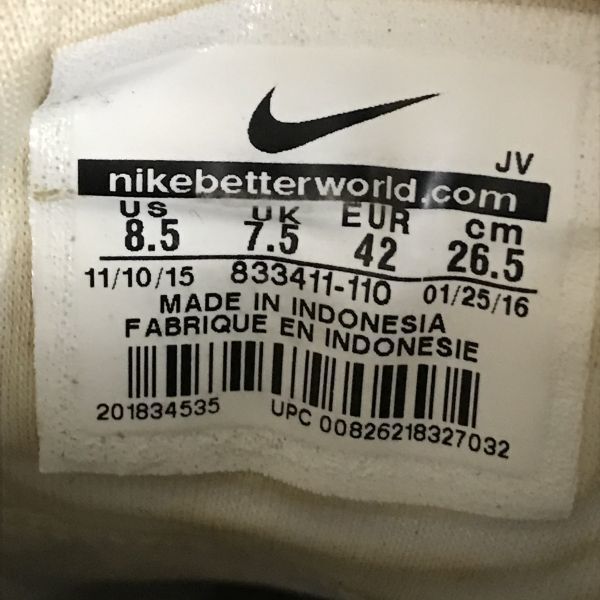 JV
nikebetterworld.com
US UK EUR cm
8.5 7.5 42 26.5
11/10/15 833411-110 01/25/16
MADE IN INDONESIA
FABRIQUE EN INDONESIE
201834535 UPC 00826218327032